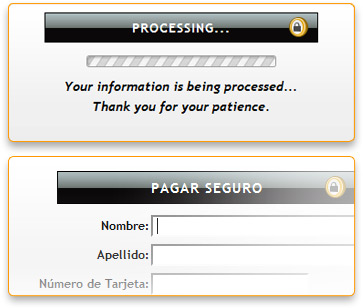 PROCESSING...
Your information is being processed...
Thank you for your patience.
PAGAR SEGURO
Nombre:
Apellido:
Número de Tarjeta: